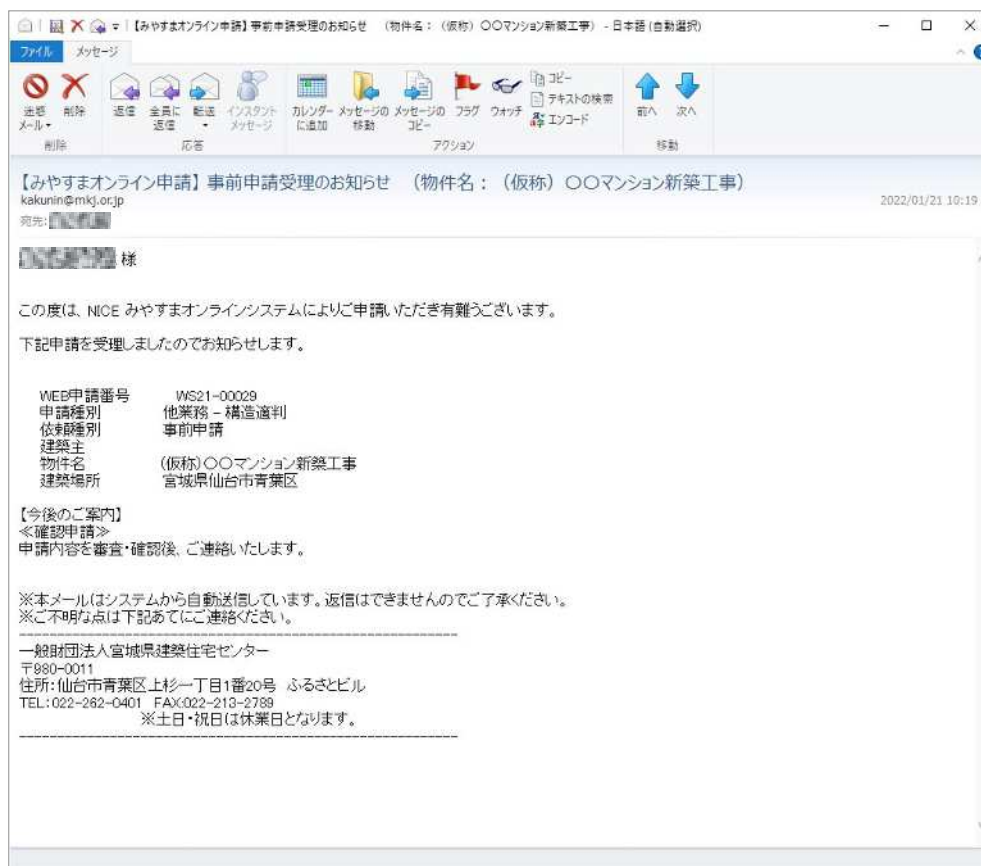 【みやすまオンライン申請】事前申請受理のお知らせ　（物件名：（仮称）〇〇マンション新築工事） - 日本語 (自動選択)
ファイル　メッセージ
迷惑メール　削除　返信　全員に返信　転送　インスタント メッセージ　カレンダーに追加　メッセージの移動　メッセージのコピー　フラグ　ウォッチ　コピー　テキストの検索　エンコード　前へ　次へ
削除　応答　アクション　移動
【みやすまオンライン申請】事前申請受理のお知らせ　（物件名：（仮称）〇〇マンション新築工事）
kakunin@mkj.or.jp　2022/01/21 10:19
宛先:
様
この度は、NICE みやすまオンラインシステムによりご申請いただき有難うございます。
下記申請を受理しましたのでお知らせします。
WEB申請番号　WS21-00029
申請種別　他業務－構造適判
依頼種別　事前申請
建築主
物件名　(仮称)〇〇マンション新築工事
建築場所　宮城県仙台市青葉区
【今後のご案内】
≪確認申請≫
申請内容を審査・確認後、ご連絡いたします。
※本メールはシステムから自動送信しています。返信はできませんのでご了承ください。
※ご不明な点は下記あてにご連絡ください。
------------------------------------------------------------
一般財団法人宮城県建築住宅センター
〒980-0011
住所：仙台市青葉区上杉一丁目1番20号　ふるさとビル
TEL：022-262-0401　FAX:022-213-2789
※土日・祝日は休業日となります。
------------------------------------------------------------